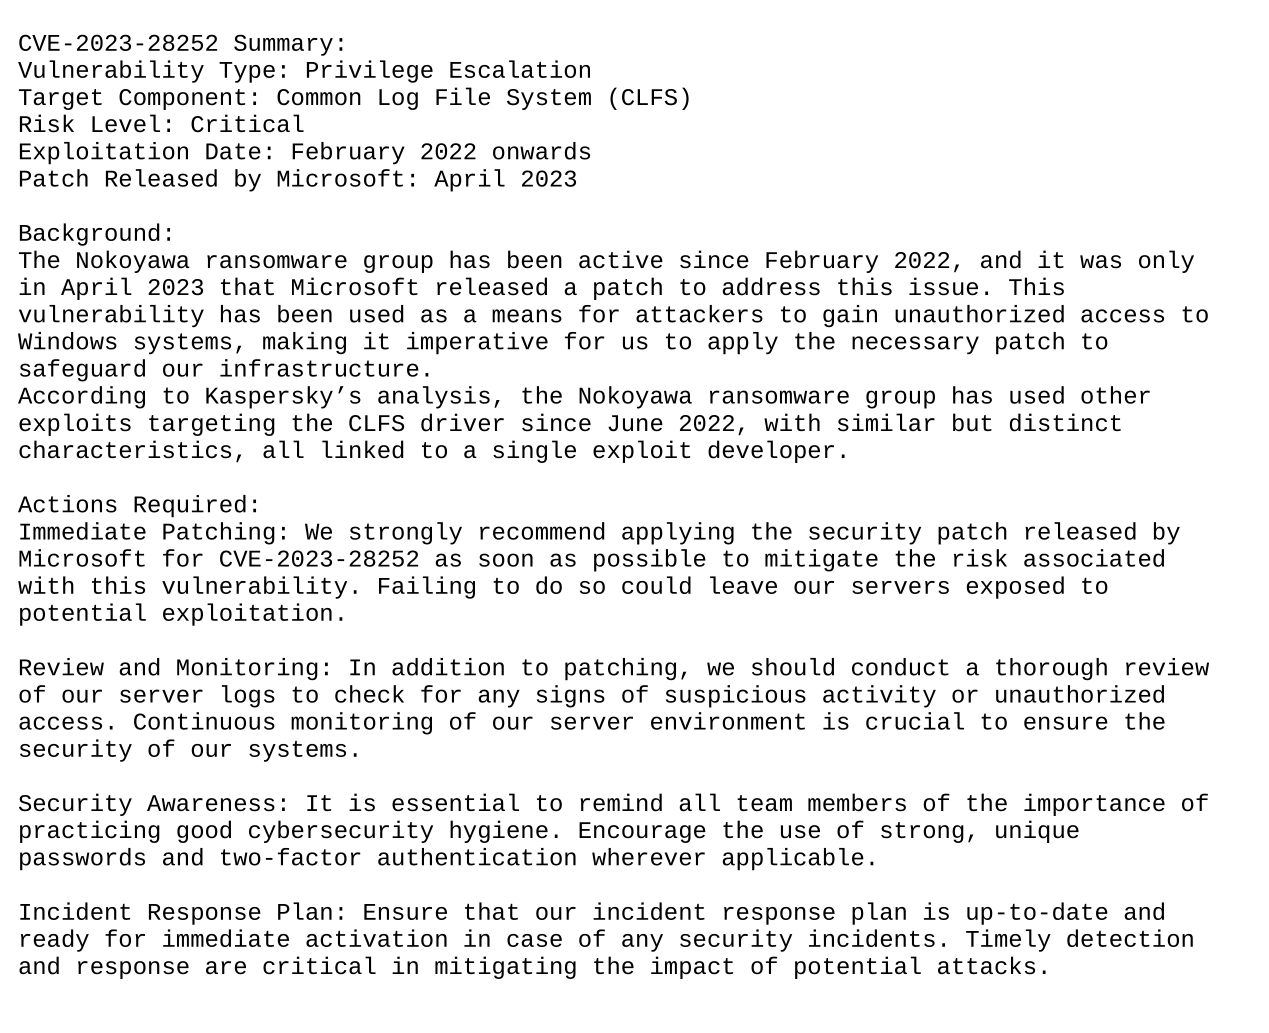 CVE-2023-28252 Summary:
Vulnerability Type: Privilege Escalation
Target Component: Common Log File System (CLFS)
Risk Level: Critical
Exploitation Date: February 2022 onwards
Patch Released by Microsoft: April 2023
Background:
The Nokoyawa ransomware group has been active since February 2022, and it was only
in April 2023 that Microsoft released a patch to address this issue. This
vulnerability has been used as a means for attackers to gain unauthorized access to
Windows systems, making it imperative for us to apply the necessary patch to
safeguard our infrastructure.
According to Kaspersky’s analysis, the Nokoyawa ransomware group has used other
exploits targeting the CLFS driver since June 2022, with similar but distinct
characteristics, all linked to a single exploit developer.
Actions Required:
Immediate Patching: We strongly recommend applying the security patch released by
Microsoft for CVE-2023-28252 as soon as possible to mitigate the risk associated
with this vulnerability. Failing to do so could leave our servers exposed to
potential exploitation.
Review and Monitoring: In addition to patching, we should conduct a thorough review
of our server logs to check for any signs of suspicious activity or unauthorized
access. Continuous monitoring of our server environment is crucial to ensure the
security of our systems.
Security Awareness: It is essential to remind all team members of the importance of
practicing good cybersecurity hygiene. Encourage the use of strong, unique
passwords and two-factor authentication wherever applicable.
Incident Response Plan: Ensure that our incident response plan is up-to-date and
ready for immediate activation in case of any security incidents. Timely detection
and response are critical in mitigating the impact of potential attacks.